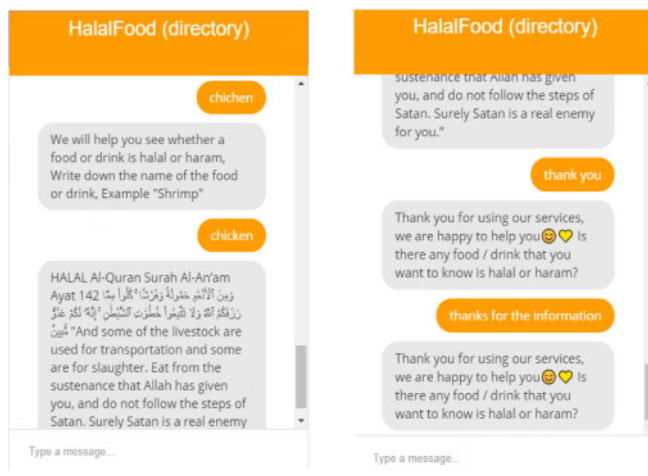 HalalFood (directory)
chichen
We will help you see whether a
food or drink is halal or haram,
Write down the name of the food
or drink, Example "Shrimp"
chicken
HALAL Al-Quran Surah Al-An'am
Ayat 142 وَمِنَ ٱلْأَنْعَٰمِ حَمُولَةً وَفَرْشًا ۚ كُلُوا۟ مِمَّا
رَزَقَكُمُ ٱللَّهُ وَلَا تَتَّبِعُوا۟ خُطُوَٰتِ ٱلشَّيْطَٰنِ ۚ إِنَّهُۥ لَكُمْ عَدُوٌّ
مُّبِينٌ "And some of the livestock are
used for transportation and some
are for slaughter. Eat from the
sustenance that Allah has given
you, and do not follow the steps of
Satan. Surely Satan is a real enemy
Type a message...
HalalFood (directory)
sustenance that Allah has given
you, and do not follow the steps of
Satan. Surely Satan is a real enemy
for you."
thank you
Thank you for using our services,
we are happy to help you😊💛 Is
there any food / drink that you
want to know is halal or haram?
thanks for the information
Thank you for using our services,
we are happy to help you😊💛 Is
there any food / drink that you
want to know is halal or haram?
Type a message...